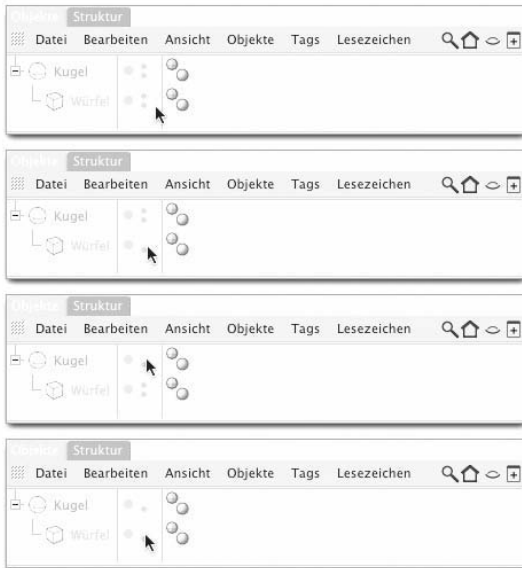 Objekte Struktur
Datei Bearbeiten Ansicht Objekte Tags Lesezeichen
Kugel
Würfel
Objekte Struktur
Datei Bearbeiten Ansicht Objekte Tags Lesezeichen
Kugel
Würfel
Objekte Struktur
Datei Bearbeiten Ansicht Objekte Tags Lesezeichen
Kugel
Würfel
Objekte Struktur
Datei Bearbeiten Ansicht Objekte Tags Lesezeichen
Kugel
Würfel